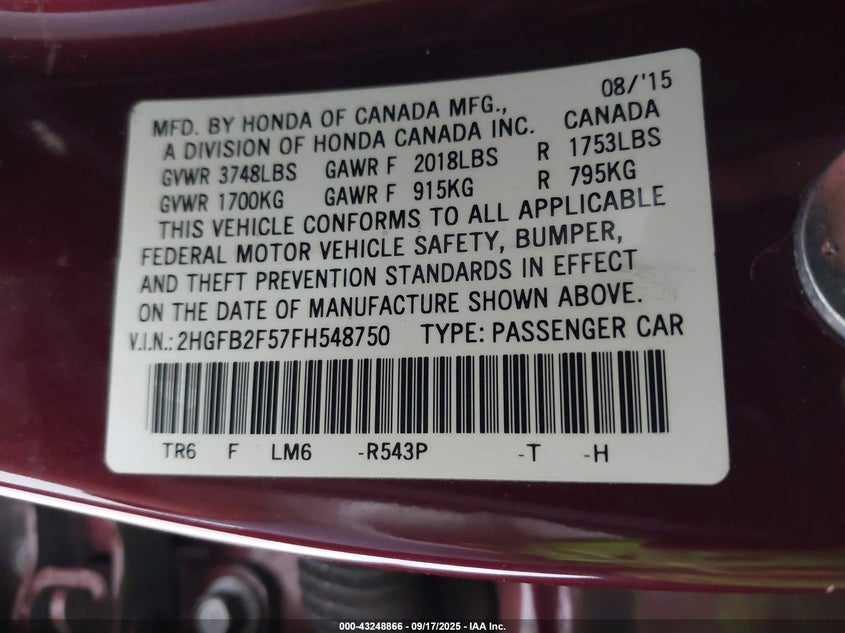 08/'15
MFD. BY HONDA OF CANADA MFG., CANADA
A DIVISION OF HONDA CANADA INC.
GVWR 3748LBS GAWR F 2018LBS R 1753LBS
GVWR 1700KG GAWR F 915KG R 795KG
THIS VEHICLE CONFORMS TO ALL APPLICABLE
FEDERAL MOTOR VEHICLE SAFETY, BUMPER,
AND THEFT PREVENTION STANDARDS IN EFFECT
ON THE DATE OF MANUFACTURE SHOWN ABOVE.
V.I.N.: 2HGFB2F57FH548750 TYPE: PASSENGER CAR
TR6 F LM6 -R543P -T -H
000-43248866 - 09/17/2025 - IAA Inc.